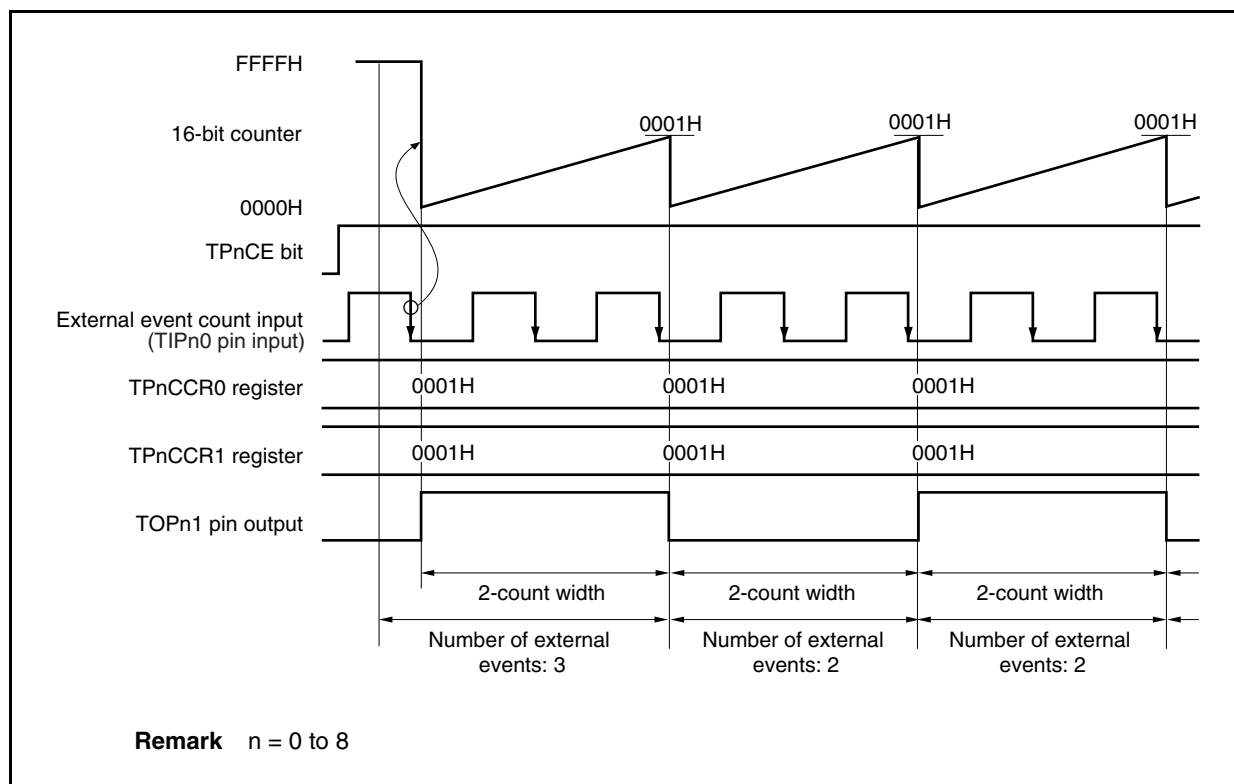 FFFFH
16-bit counter
0001H 0001H 0001H
0000H
TPnCE bit
External event count input
(TIPn0 pin input)
TPnCCR0 register
0001H 0001H 0001H
TPnCCR1 register
0001H 0001H 0001H
TOPn1 pin output
2-count width 2-count width 2-count width
Number of external
events: 3
Number of external
events: 2
Number of external
events: 2
Remark n = 0 to 8